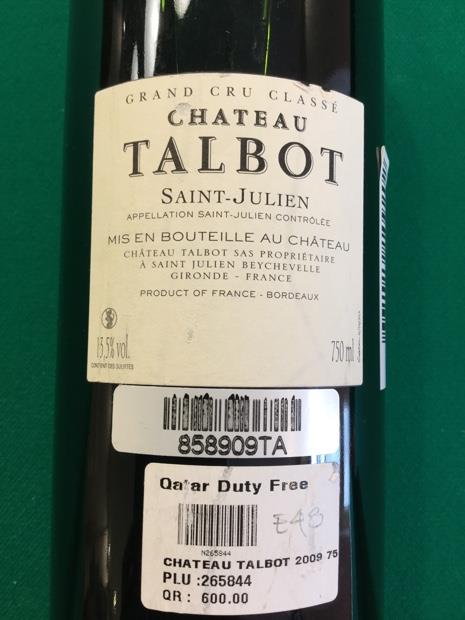 GRAND CRU CLASSÉ
CHATEAU
TALBOT
SAINT-JULIEN
APPELLATION SAINT-JULIEN CONTRÔLÉE
MIS EN BOUTEILLE AU CHÂTEAU
CHÂTEAU TALBOT SAS PROPRIÉTAIRE
À SAINT JULIEN BEYCHEVELLE
GIRONDE - FRANCE
PRODUCT OF FRANCE - BORDEAUX
13,5% vol. 750 ml
CONTIENT DES SULFITES
858909TA
Qatar Duty Free
E48
N265844
CHATEAU TALBOT 2009 75
PLU :265844
QR : 600.00